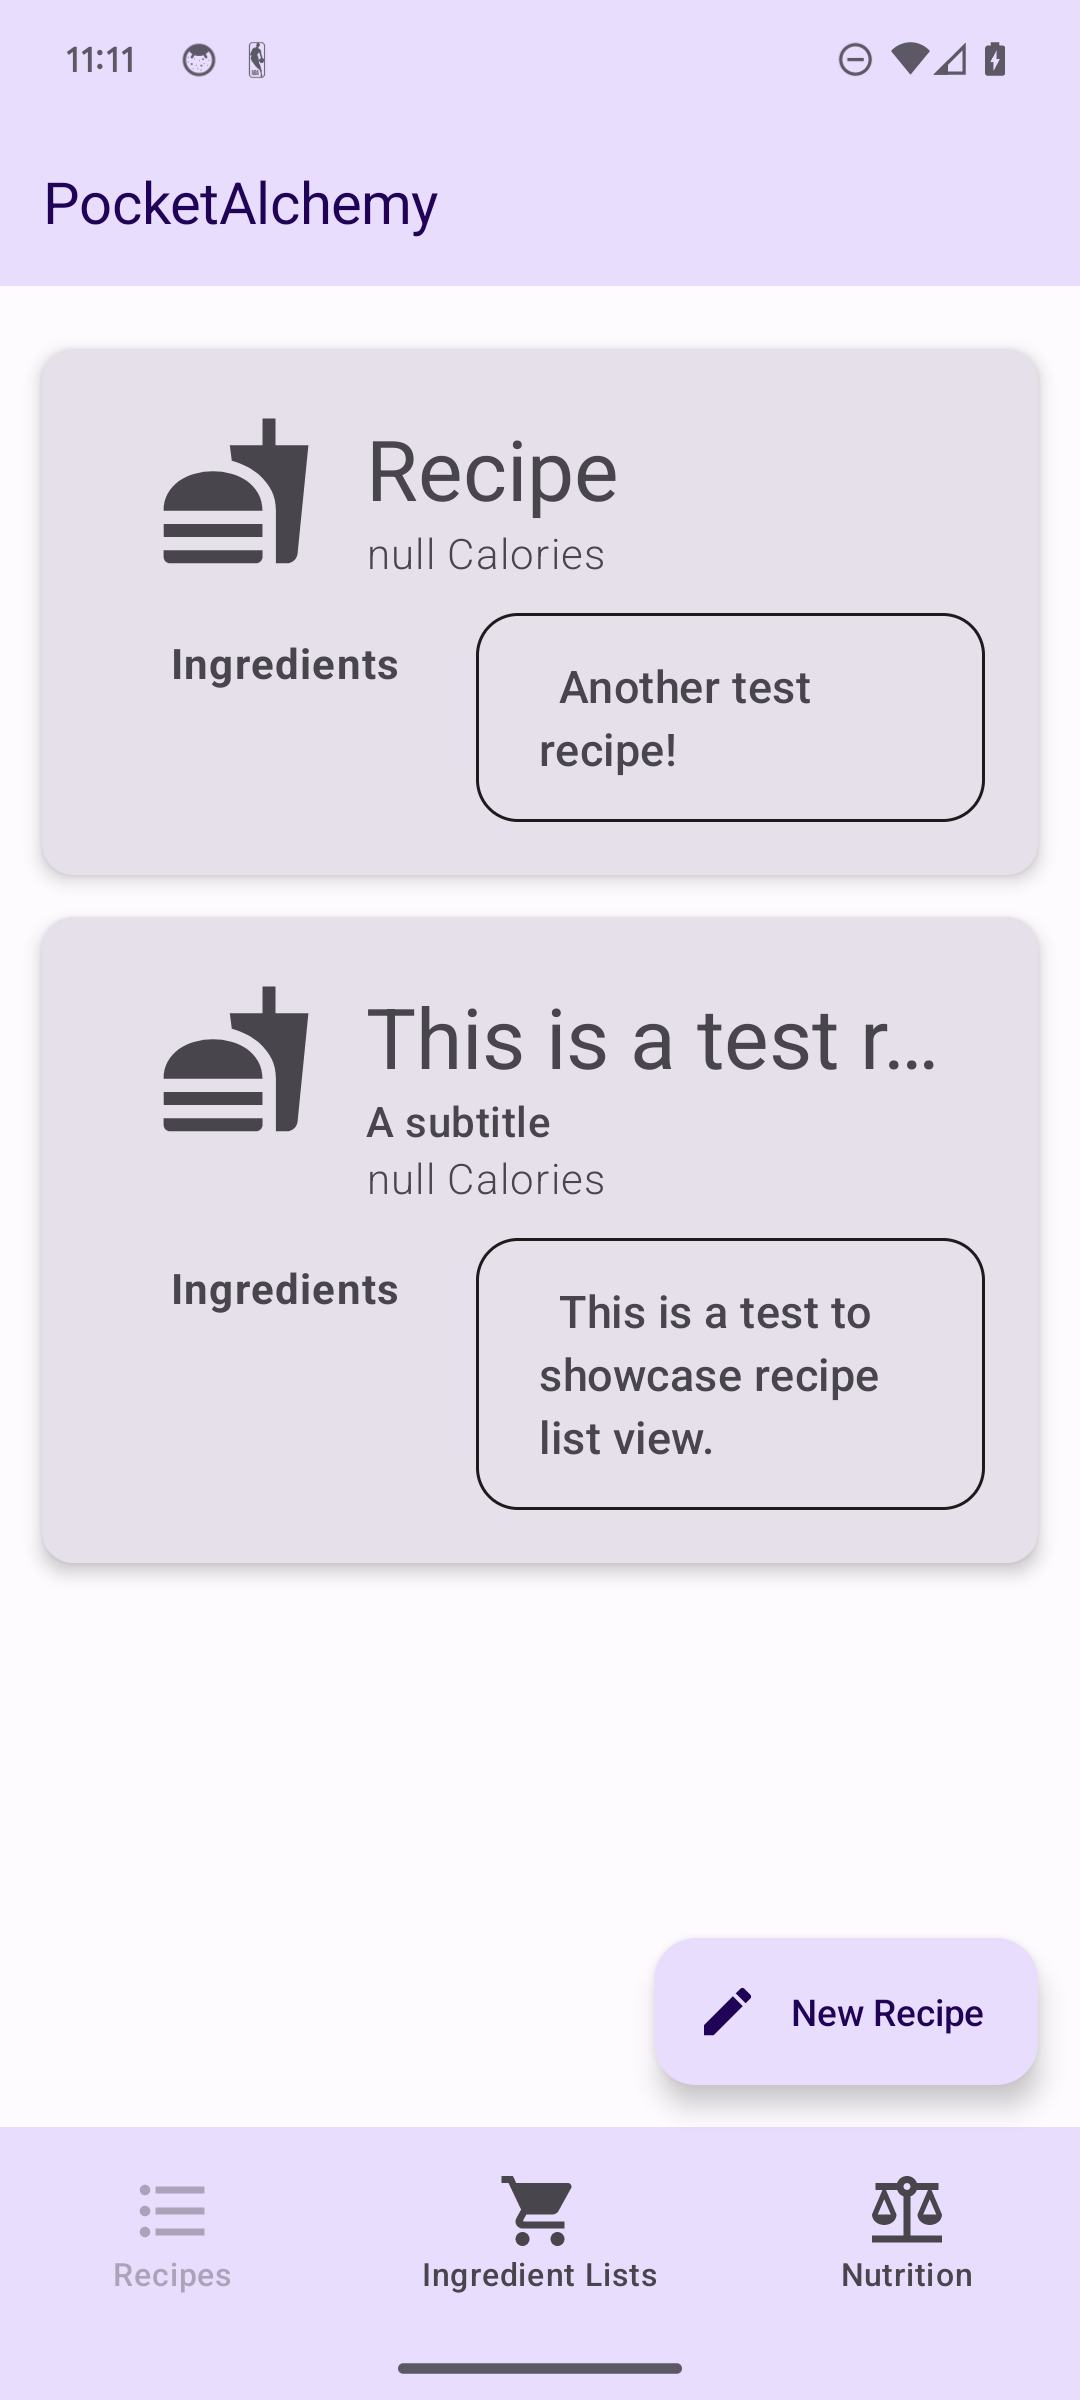 11:11
PocketAlchemy
Recipe
null Calories
Ingredients
Another test
recipe!
This is a test r...
A subtitle
null Calories
Ingredients
This is a test to
showcase recipe
list view.
New Recipe
Recipes
Ingredient Lists
Nutrition